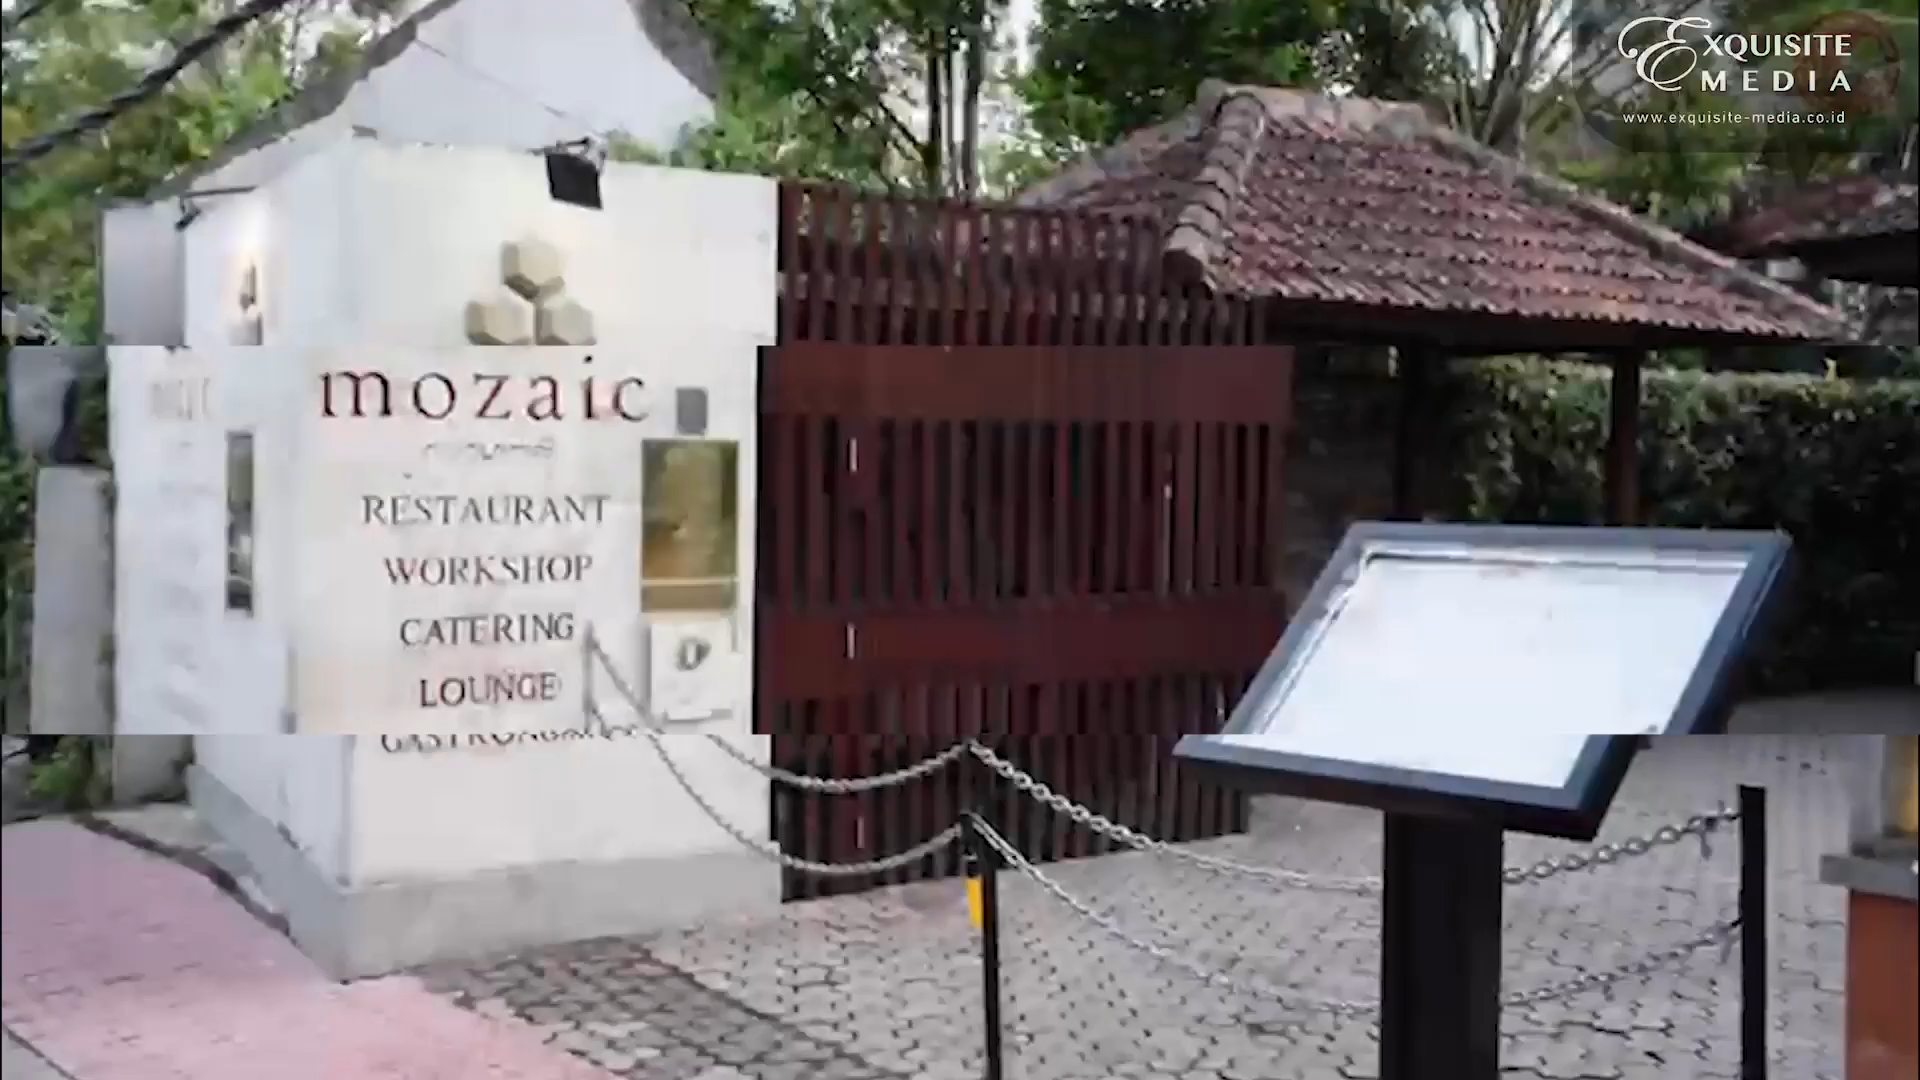 EXQUISITE
MEDIA
www.exquisite-media.co.id
mozaic
RESTAURANT
WORKSHOP
CATERING
LOUNGE